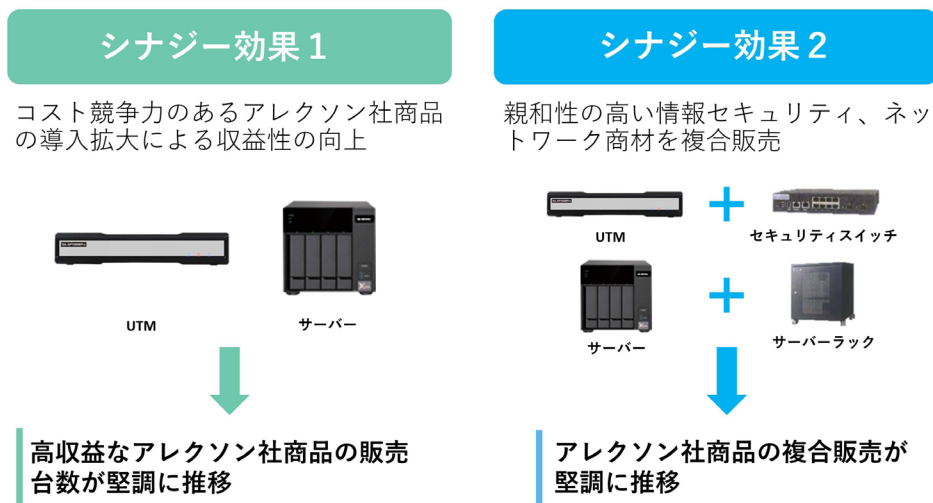 シナジー効果1
コスト競争力のあるアレクソン社商品
の導入拡大による収益性の向上
UTM
サーバー
高収益なアレクソン社商品の販売
台数が堅調に推移
シナジー効果2
親和性の高い情報セキュリティ、ネッ
トワーク商材を複合販売
UTM
セキュリティスイッチ
サーバー
サーバーラック
アレクソン社商品の複合販売が
堅調に推移